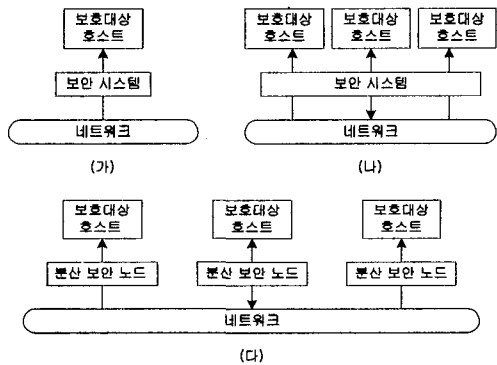 보호대상
호스트
보안 시스템
네트워크
(가)
보호대상
호스트
보호대상
호스트
보호대상
호스트
보안 시스템
네트워크
(나)
보호대상
호스트
보호대상
호스트
보호대상
호스트
분산 보안 노드
분산 보안 노드
분산 보안 노드
네트워크
(다)